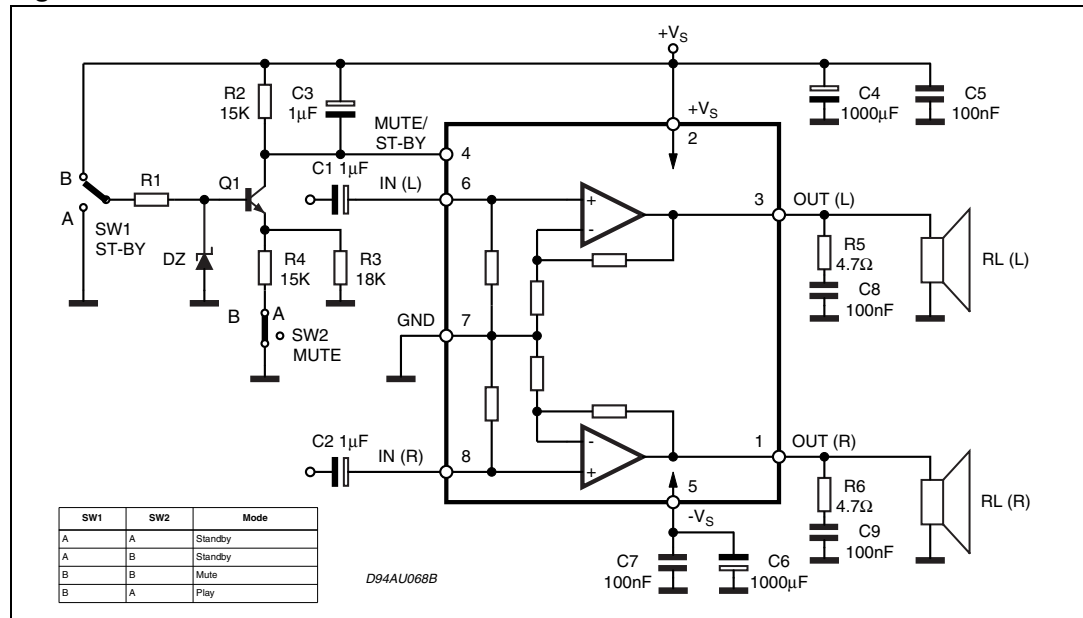 +VS
R2
15K
C3
1µF
MUTE/
ST-BY
+VS
2
C4
1000µF
C5
100nF
4
B
A
R1
Q1
SW1
ST-BY
DZ
C1 1µF
IN (L)
6
+
-
3
OUT (L)
R4
15K
R3
18K
R5
4.7Ω
C8
100nF
RL (L)
B
A
SW2
MUTE
GND
7
C2 1µF
IN (R)
8
-
+
1
OUT (R)
5
-VS
R6
4.7Ω
C9
100nF
RL (R)
C7
100nF
C6
1000µF
SW1 SW2 Mode
A A Standby
A B Standby
B B Mute
B A Play
D94AU068B